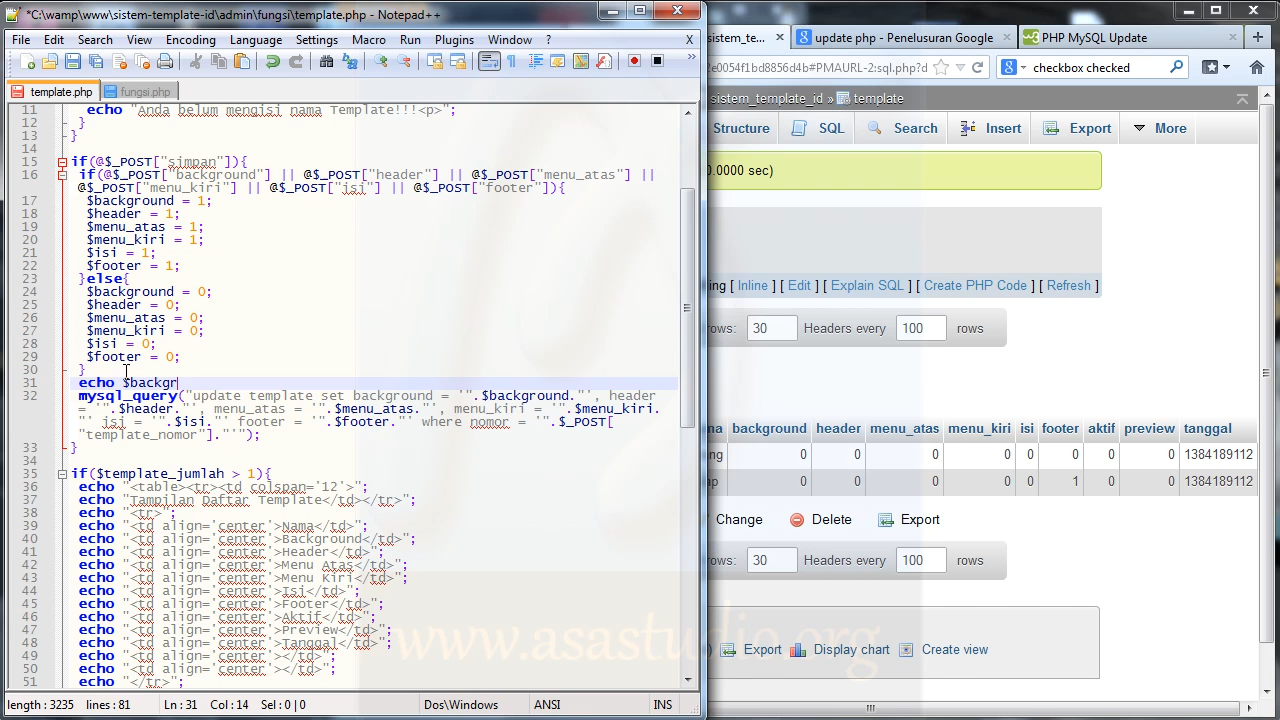 *C:\wamp\www\sistem-template-id\admin\fungsi\template.php - Notepad++
File Edit Search View Encoding Language Settings Macro Run Plugins Window ? X
template.php fungsi.php
11 echo "Anda belum mengisi nama Template!!!<p>";
12 }
13 }
14
15 if(@$_POST["simpan"]){
16 if(@$_POST["background"] || @$_POST["header"] || @$_POST["menu_atas"] ||
@$_POST["menu_kiri"] || @$_POST["isi"] || @$_POST["footer"]){
17 $background = 1;
18 $header = 1;
19 $menu_atas = 1;
20 $menu_kiri = 1;
21 $isi = 1;
22 $footer = 1;
23 }else{
24 $background = 0;
25 $header = 0;
26 $menu_atas = 0;
27 $menu_kiri = 0;
28 $isi = 0;
29 $footer = 0;
30 }
31 echo $backgr
32 mysql_query("update template set background = '".$background."', header
= '".$header."', menu_atas = '".$menu_atas."', menu_kiri = '".$menu_kiri.
"' isi = '".$isi."' footer = '".$footer."' where nomor = '".$_POST[
"template_nomor"]."'");
33 }
34
35 if($template_jumlah > 1){
36 echo "<table><tr><td colspan='12'>";
37 echo "Tampilan Daftar Template</td></tr>";
38 echo "<tr>";
39 echo "<td align='center'>Nama</td>";
40 echo "<td align='center'>Background</td>";
41 echo "<td align='center'>Header</td>";
42 echo "<td align='center'>Menu Atas</td>";
43 echo "<td align='center'>Menu Kiri</td>";
44 echo "<td align='center'>Isi</td>";
45 echo "<td align='center'>Footer</td>";
46 echo "<td align='center'>Aktif</td>";
47 echo "<td align='center'>Preview</td>";
48 echo "<td align='center'>Tanggal</td>";
49 echo "<td align='center'></td>";
50 echo "<td align='center'></td>";
51 echo "</tr>";
length : 3235 lines : 81 Ln : 31 Col : 14 Sel : 0 | 0 Dos\Windows ANSI INS
sistem_te... update php - Penelusuran Google PHP MySQL Update
2e0054f1bd8856d4b#PMAURL-2:sql.php?d checkbox checked
sistem_template_id » template
Structure SQL Search Insert Export More
0.0000 sec)
[ Inline ] [ Edit ] [ Explain SQL ] [ Create PHP Code ] [ Refresh ]
rows: 30 Headers every 100 rows
background header menu_atas menu_kiri isi footer aktif preview tanggal
0 0 0 0 0 0 0 0 1384189112
0 0 0 0 0 1 0 0 1384189112
Change Delete Export
rows: 30 Headers every 100 rows
Export Display chart Create view